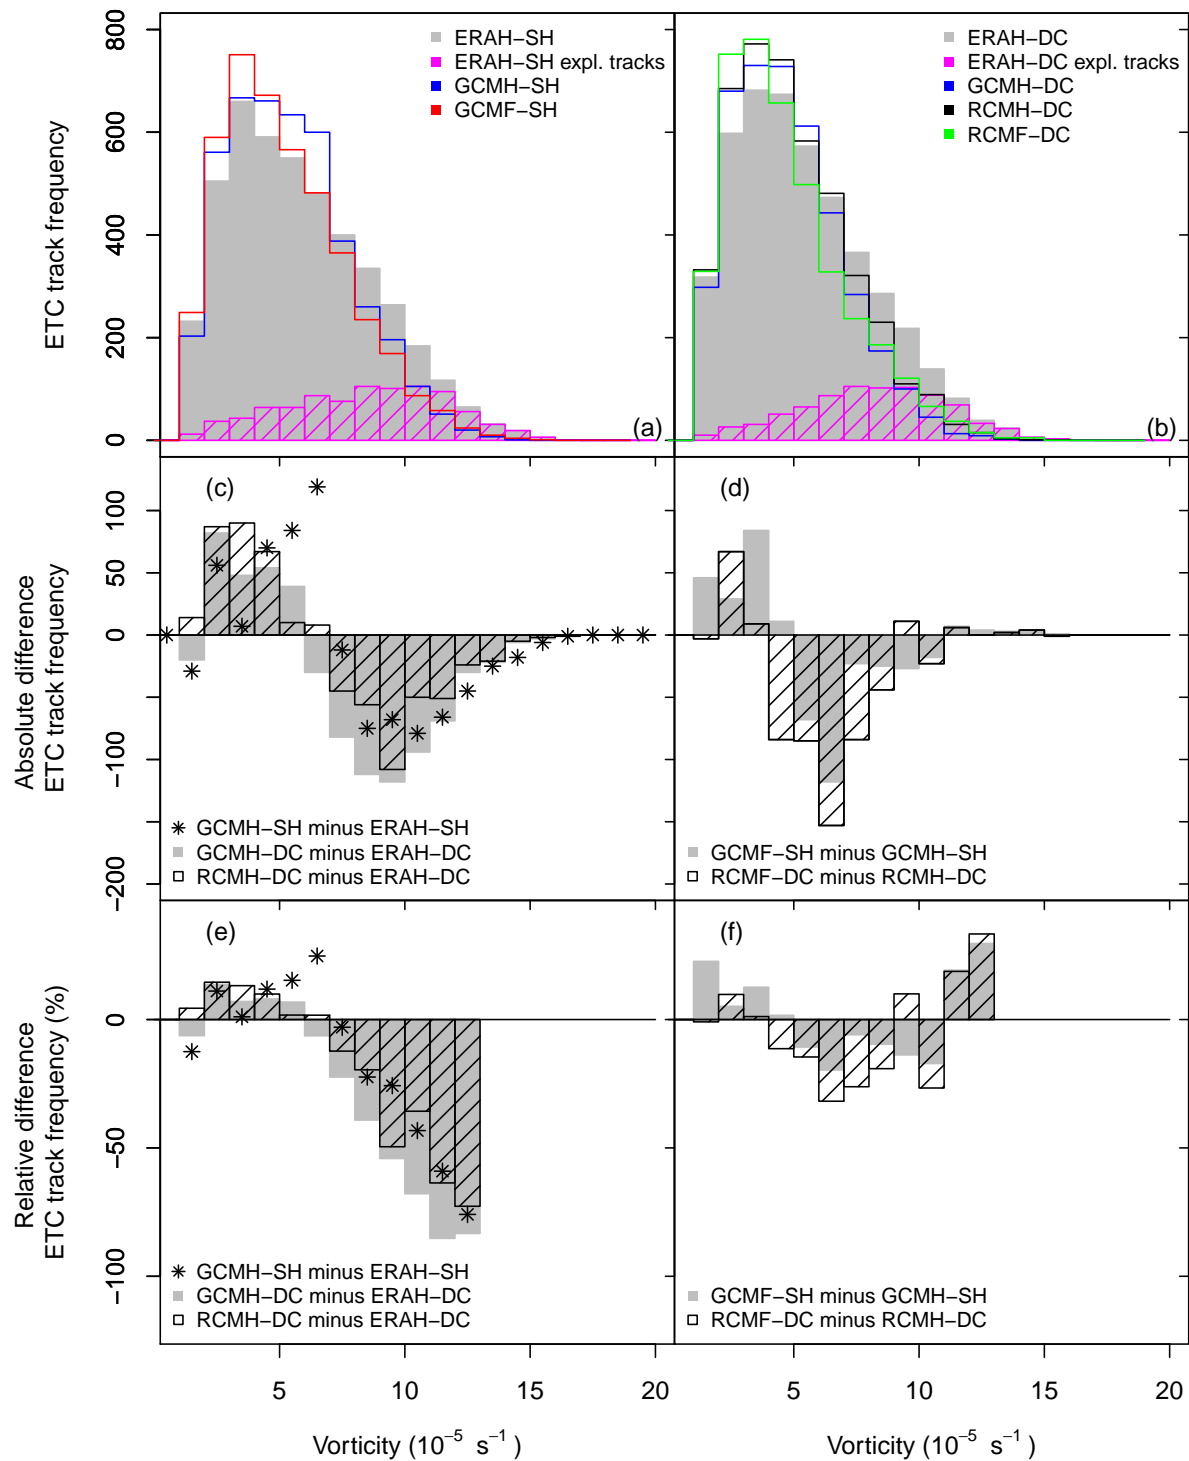 ERAH−SH
ERAH−SH expl. tracks
GCMH−SH
GCMF−SH
ERAH−DC
ERAH−DC expl. tracks
GCMH−DC
RCMH−DC
RCMF−DC
ETC track frequency
0
200
400
600
800
(a)
(b)
(c)
(d)
Absolute difference
ETC track frequency
−200
−100
0
50
100
GCMH−SH minus ERAH−SH
GCMH−DC minus ERAH−DC
RCMH−DC minus ERAH−DC
GCMF−SH minus GCMH−SH
RCMF−DC minus RCMH−DC
(e)
(f)
Relative difference
ETC track frequency (%)
−100
−50
0
GCMH−SH minus ERAH−SH
GCMH−DC minus ERAH−DC
RCMH−DC minus ERAH−DC
GCMF−SH minus GCMH−SH
RCMF−DC minus RCMH−DC
5 10 15 20
5 10 15 20
Vorticity (10⁻⁵ s⁻¹ )
Vorticity (10⁻⁵ s⁻¹ )